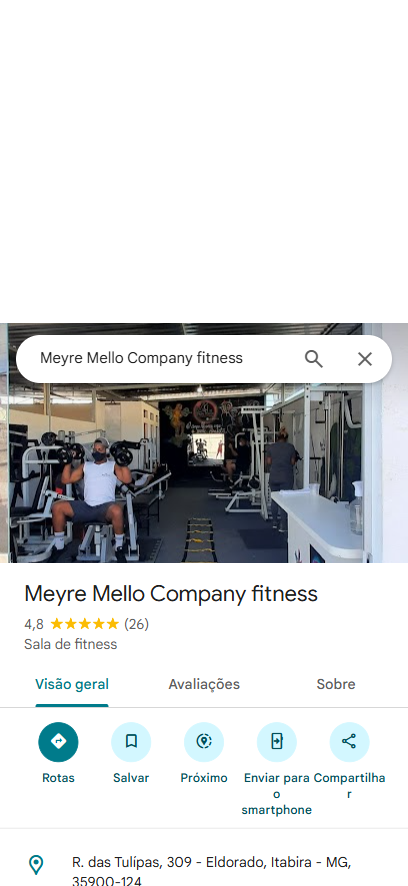 Meyre Mello Company fitness
Meyre Mello Company fitness
4,8 (26)
Sala de fitness
Visão geral
Avaliações
Sobre
Rotas
Salvar
Próximo
Enviar para o
smartphone
Compartilhar
R. das Tulípas, 309 - Eldorado, Itabira - MG,
35900-124